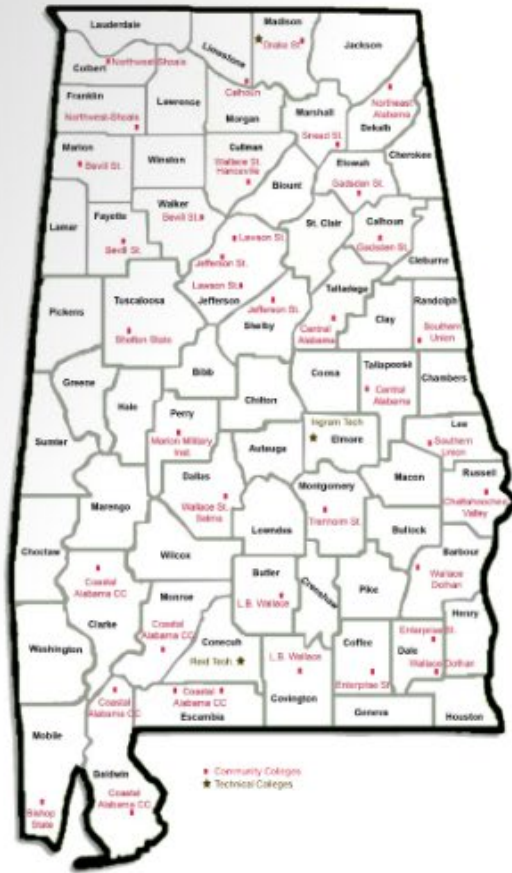 Lauderdale
Limestone
Madison
Drake St.
Jackson
Colbert
Northwest-Shoals
Franklin
Northwest-Shoals
Lawrence
Calhoun
Morgan
Marshall
Snead St.
Northeast
Alabama
Dekalb
Cherokee
Marion
Bevill St.
Winston
Cullman
Wallace St.
Hanceville
Blount
Etowah
Gadsden St.
Lamar
Fayette
Bevill St.
Walker
Bevill St.
Lawson St.
Jefferson St.
St. Clair
Calhoun
Gadsden St.
Cleburne
Pickens
Tuscaloosa
Shelton State
Lawson St.
Jefferson
Jefferson St.
Shelby
Talladega
Central
Alabama
Clay
Randolph
Southern
Union
Greene
Hale
Bibb
Chilton
Coosa
Tallapoosa
Central
Alabama
Chambers
Sumter
Perry
Marion Military
Inst.
Autauga
Ingram Tech
Elmore
Lee
Southern
Union
Marengo
Dallas
Wallace St.
Selma
Lowndes
Montgomery
Trenholm St.
Macon
Russell
Chattahoochee
Valley
Bullock
Choctaw
Coastal
Alabama CC
Wilcox
Butler
L.B. Wallace
Crenshaw
Pike
Barbour
Wallace
Dothan
Washington
Clarke
Monroe
Coastal
Alabama CC
Conecuh
Reid Tech
L.B. Wallace
Covington
Coffee
Enterprise St.
Enterprise St.
Dale
Wallace Dothan
Henry
Mobile
Coastal
Alabama CC
Coastal
Alabama CC
Escambia
Geneva
Houston
Baldwin
Coastal
Alabama CC
Bishop
State
Community Colleges
Technical Colleges